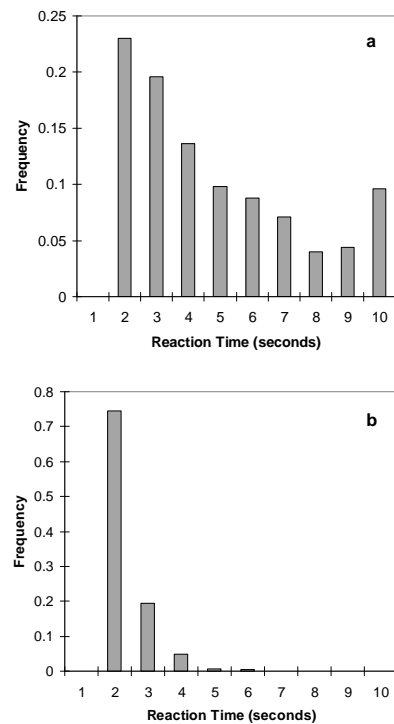 0.25
a
0.2
0.15
0.1
0.05
0
Frequency
1 2 3 4 5 6 7 8 9 10
Reaction Time (seconds)
0.8
b
0.7
0.6
0.5
0.4
0.3
0.2
0.1
0
Frequency
1 2 3 4 5 6 7 8 9 10
Reaction Time (seconds)